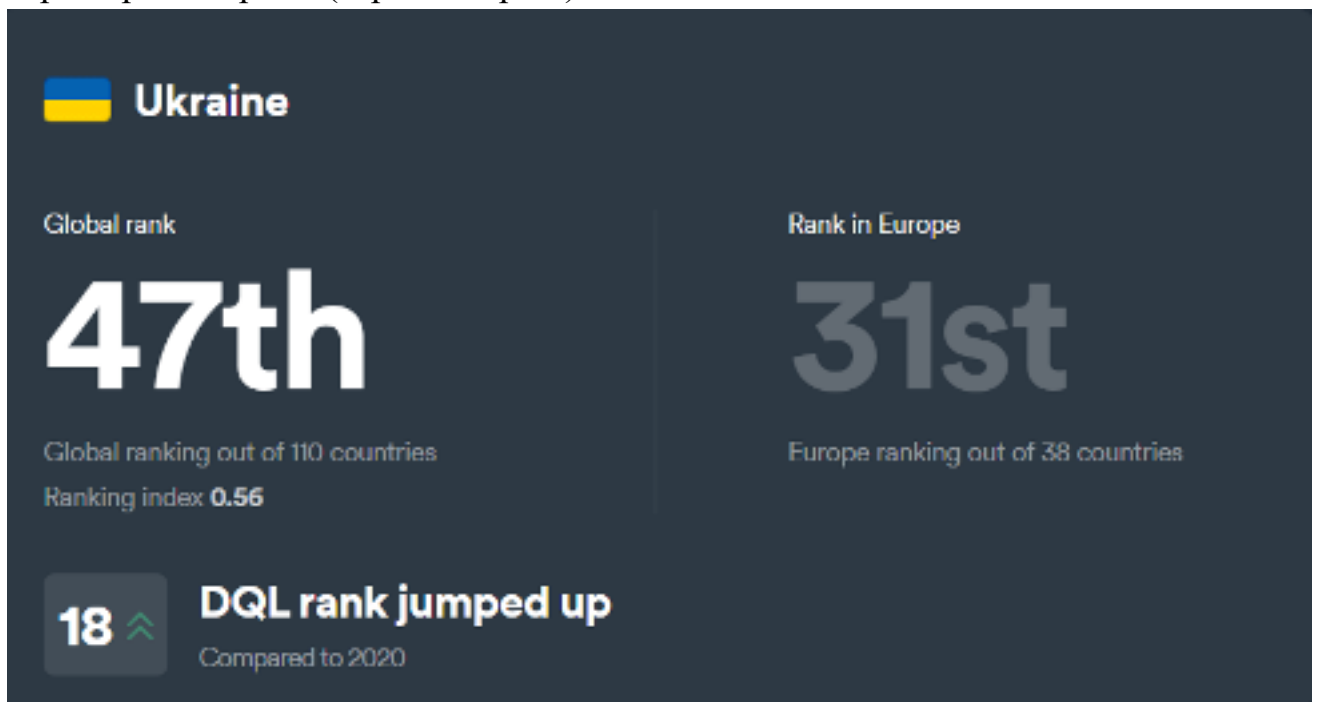 Ukraine
Global rank
47th
Global ranking out of 110 countries
Ranking index 0.56
Rank in Europe
31st
Europe ranking out of 38 countries
18
DQL rank jumped up
Compared to 2020